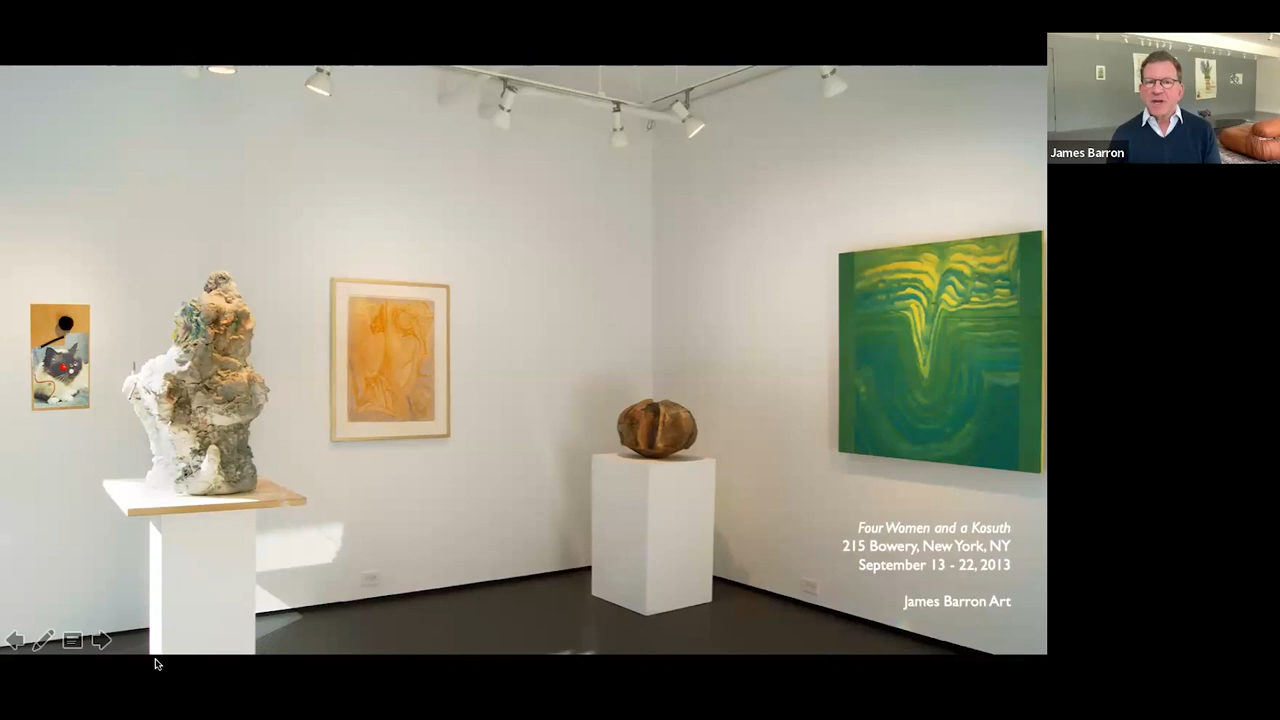 James Barron
Four Women and a Kosuth
215 Bowery, New York, NY
September 13 - 22, 2013
James Barron Art